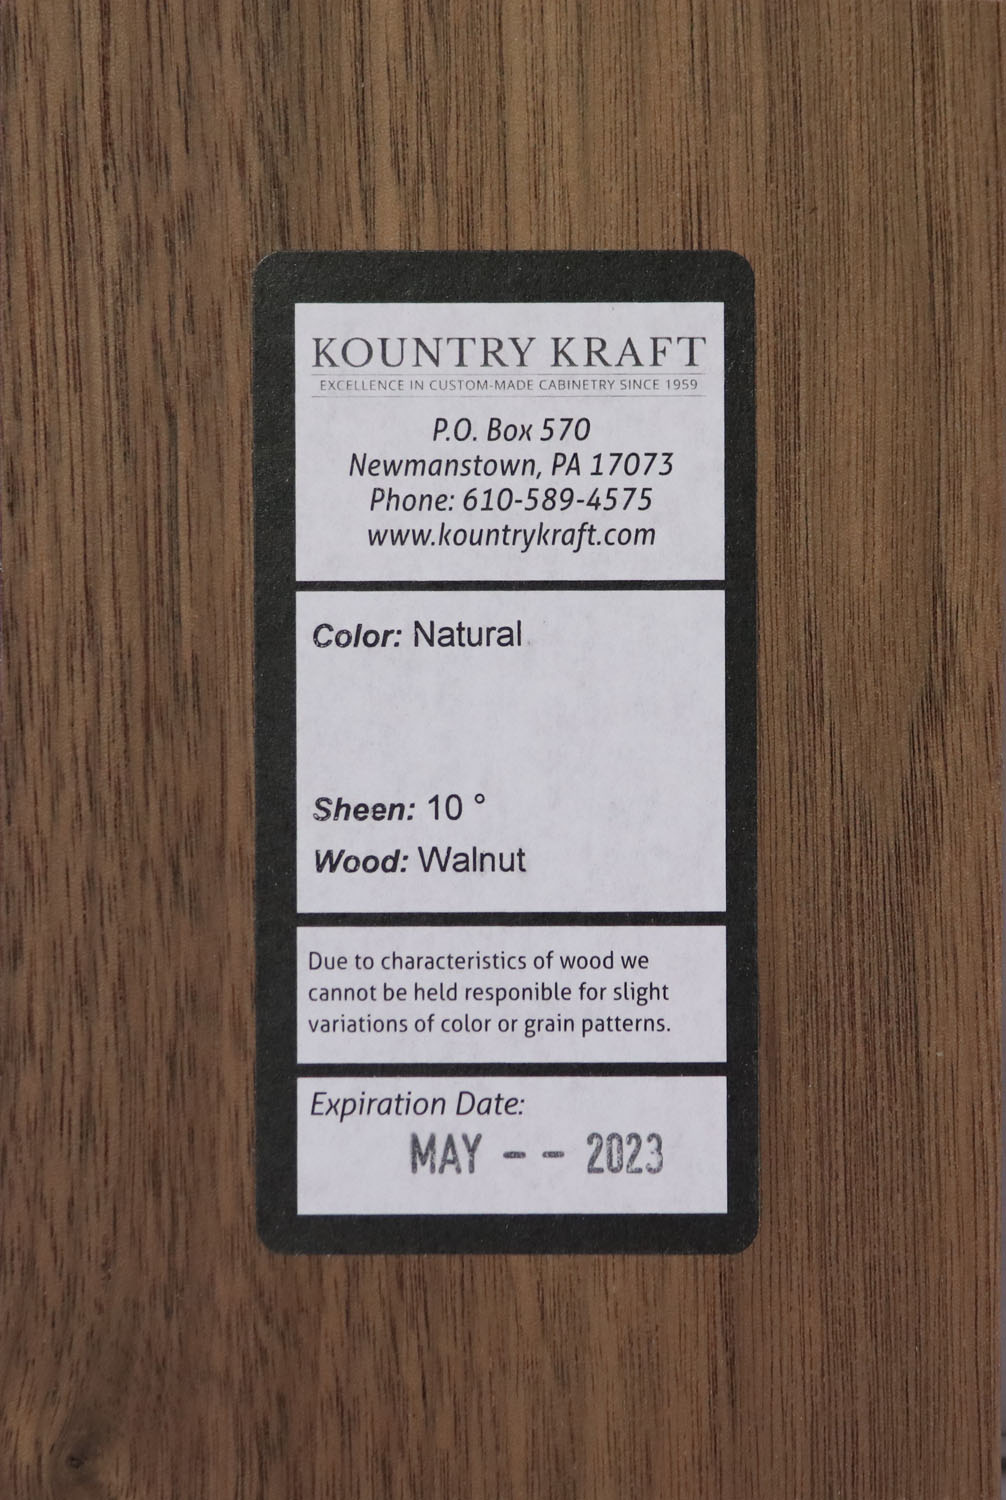 KOUNTRY KRAFT
EXCELLENCE IN CUSTOM-MADE CABINETRY SINCE 1959
P.O. Box 570
Newmanstown, PA 17073
Phone: 610-589-4575
www.kountrykraft.com
Color: Natural
Sheen: 10 °
Wood: Walnut
Due to characteristics of wood we
cannot be held responible for slight
variations of color or grain patterns.
Expiration Date:
MAY -- 2023